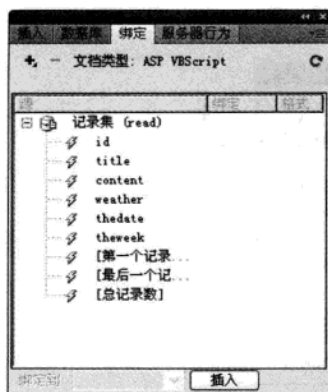 插入 数据库 绑定 服务器行为
+ - 文档类型: ASP VBScript
源 绑定 格式
记录集 (read)
id
title
content
weather
thedate
theweek
[第一个记录...
[最后一个记...
[总记录数]
绑定到 插入